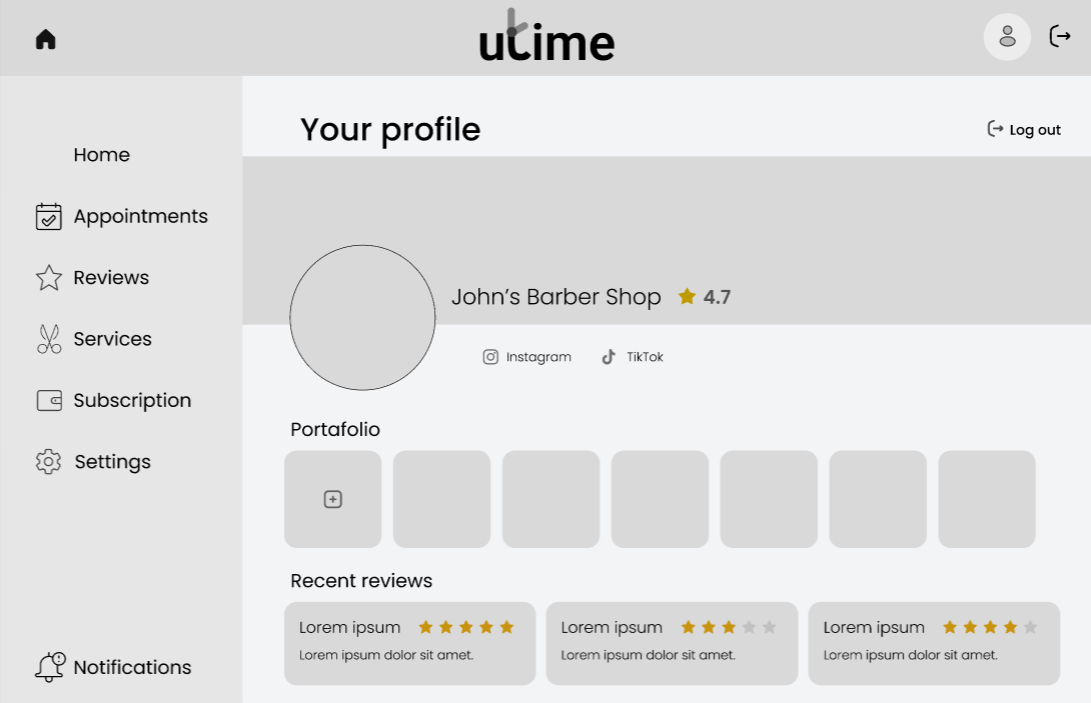 utime
Home
Appointments
Reviews
Services
Subscription
Settings
Notifications
Your profile
Log out
John's Barber Shop 4.7
Instagram TikTok
Portafolio
Recent reviews
Lorem ipsum
Lorem ipsum dolor sit amet.
Lorem ipsum
Lorem ipsum dolor sit amet.
Lorem ipsum
Lorem ipsum dolor sit amet.